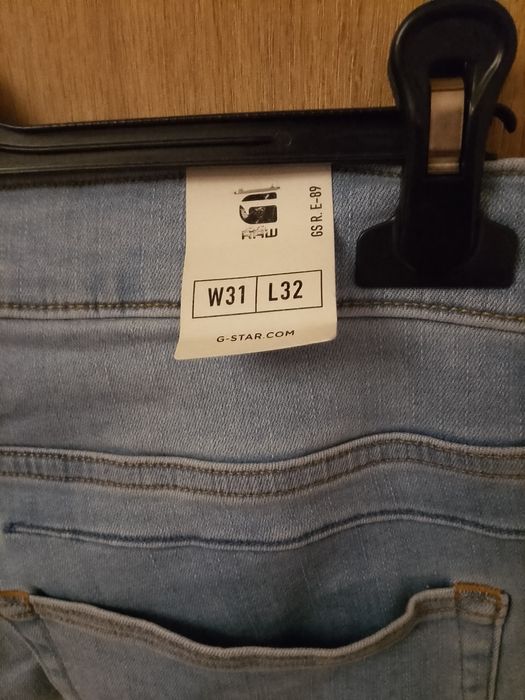 RAW
GS R. E-89
W31 L32
G-STAR.COM